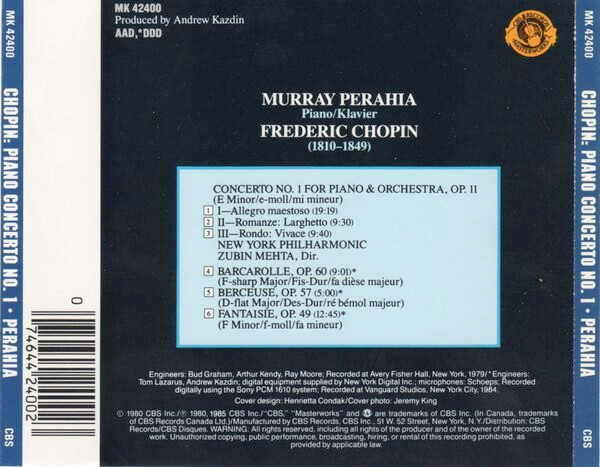 MK 42400
Produced by Andrew Kazdin
AAD,*DDD
CBS RECORDS
MASTERWORKS
MURRAY PERAHIA
Piano/Klavier
FREDERIC CHOPIN
(1810–1849)
CONCERTO NO. 1 FOR PIANO & ORCHESTRA, OP. 11
(E Minor/e-moll/mi mineur)
1 I—Allegro maestoso (19:19)
2 II—Romanze: Larghetto (9:30)
3 III—Rondo: Vivace (9:40)
NEW YORK PHILHARMONIC
ZUBIN MEHTA, Dir.
4 BARCAROLLE, OP. 60 (9:01)*
(F-sharp Major/Fis-Dur/fa dièse majeur)
5 BERCEUSE, OP. 57 (5:00)*
(D-flat Major/Des-Dur/ré bémol majeur)
6 FANTAISIE, OP. 49 (12:45)*
(F Minor/f-moll/fa mineur)
Engineers: Bud Graham, Arthur Kendy, Ray Moore; Recorded at Avery Fisher Hall, New York, 1979/*Engineers:
Tom Lazarus, Andrew Kazdin; digital equipment supplied by New York Digital Inc.; microphones: Schoeps; Recorded
digitally using the Sony PCM 1610 system; Recorded at Vanguard Studios, New York City, 1984.
Cover design: Henrietta Condak/Cover photo: Jeremy King
© 1980 CBS Inc./℗ 1980, 1985 CBS Inc./"CBS," "Masterworks" and are trademarks of CBS Inc. (In Canada, trademarks
of CBS Records Canada Ltd.)/Manufactured by CBS Records, CBS Inc., 51 W. 52 Street, New York, N.Y./Distribution: CBS
Records/CBS Disques. WARNING: All rights reserved. Unauthorized duplication is a violation of applicable laws. All rights of the producer and of the owner of the recorded
work reserved. Unauthorized copying, public performance, broadcasting, hiring, or rental of this recording prohibited, as
provided by applicable law.
MK 42400
CHOPIN: PIANO CONCERTO NO. 1 • PERAHIA
CBS
MK 42400
CHOPIN: PIANO CONCERTO NO. 1 • PERAHIA
CBS
0
74644 24002